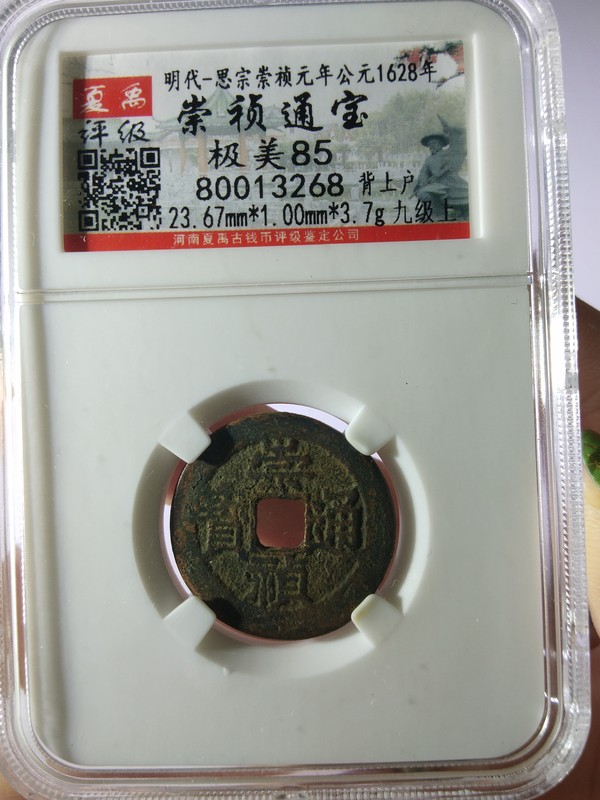 明代-思宗崇祯元年公元1628年
夏禹
评级
崇祯通宝
极美85
80013268 背上户
23.67mm*1.00mm*3.7g 九级上
河南夏禹古钱币评级鉴定公司
崇禎通寳